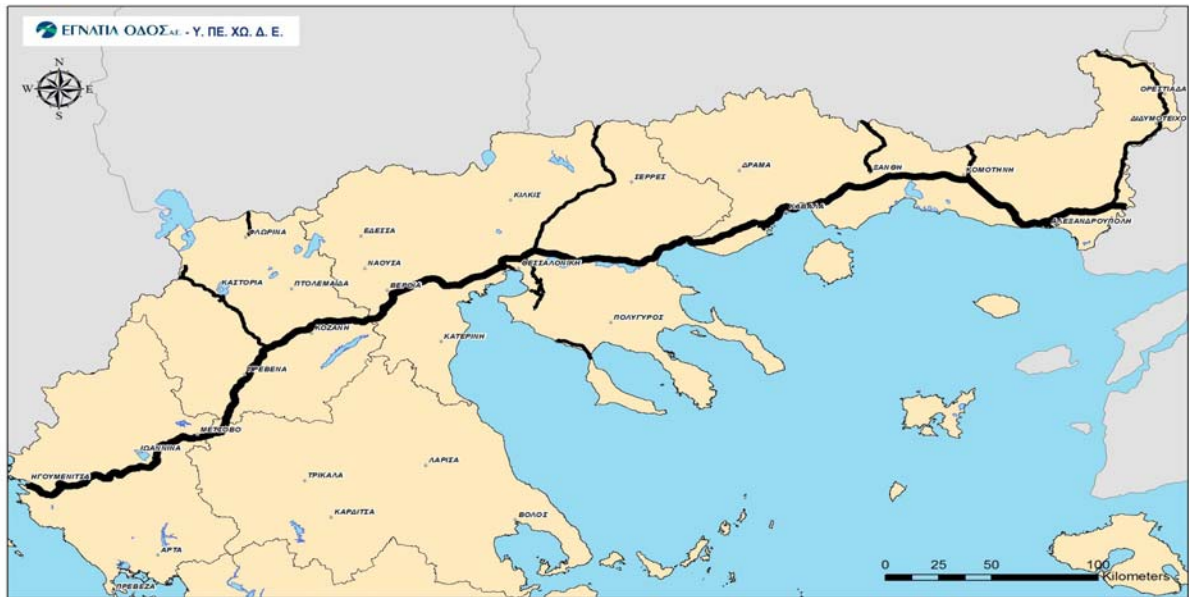 ΕΓΝΑΤΙΑ ΟΔΟΣ Α.Ε. - Υ. ΠΕ. ΧΩ. Δ. Ε.
N
W E
S
ΟΡΕΣΤΙΑΔΑ
ΔΙΔΥΜΟΤΕΙΧΟ
ΔΡΑΜΑ
ΞΑΝΘΗ
ΚΟΜΟΤΗΝΗ
ΣΕΡΡΕΣ
ΚΙΛΚΙΣ
ΚΑΒΑΛΑ
ΑΛΕΞΑΝΔΡΟΥΠΟΛΗ
ΦΛΩΡΙΝΑ
ΕΔΕΣΣΑ
ΘΕΣΣΑΛΟΝΙΚΗ
ΝΑΟΥΣΑ
ΚΑΣΤΟΡΙΑ
ΠΤΟΛΕΜΑΪΔΑ
ΒΕΡΟΙΑ
ΠΟΛΥΓΥΡΟΣ
ΚΟΖΑΝΗ
ΚΑΤΕΡΙΝΗ
ΓΡΕΒΕΝΑ
ΜΕΤΣΟΒΟ
ΙΩΑΝΝΙΝΑ
ΛΑΡΙΣΑ
ΗΓΟΥΜΕΝΙΤΣΑ
ΤΡΙΚΑΛΑ
ΚΑΡΔΙΤΣΑ
ΒΟΛΟΣ
ΑΡΤΑ
ΠΡΕΒΕΖΑ
0 25 50 100
Kilometers